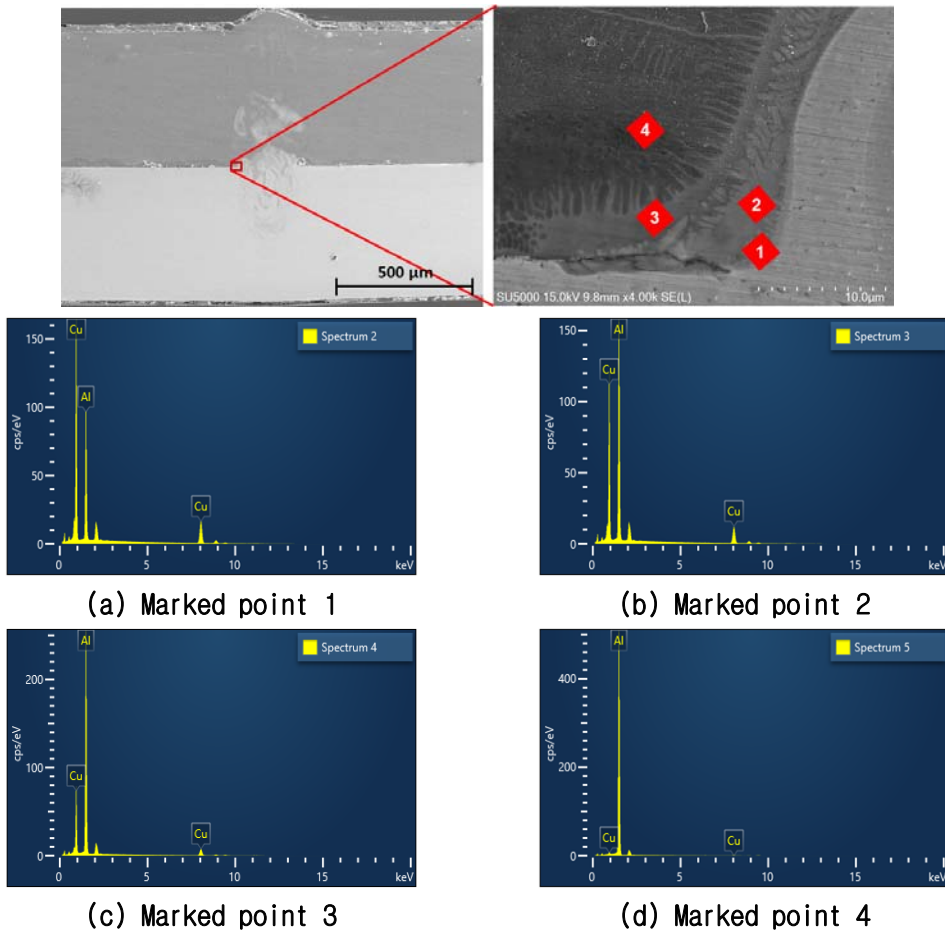 500 μm
4
3
2
1
SU5000 15.0kV 9.8mm x4.00k SE(L)
10.0μm
Cu
Spectrum 2
150
Al
100
cps/eV
50
Cu
0
0
5
10
15
keV
(a) Marked point 1
Al
Spectrum 3
150
Cu
100
cps/eV
50
Cu
0
0
5
10
15
keV
(b) Marked point 2
Al
Spectrum 4
200
cps/eV
100
Cu
Cu
0
0
5
10
15
keV
(c) Marked point 3
Al
Spectrum 5
400
cps/eV
200
Cu
Cu
0
0
5
10
15
keV
(d) Marked point 4